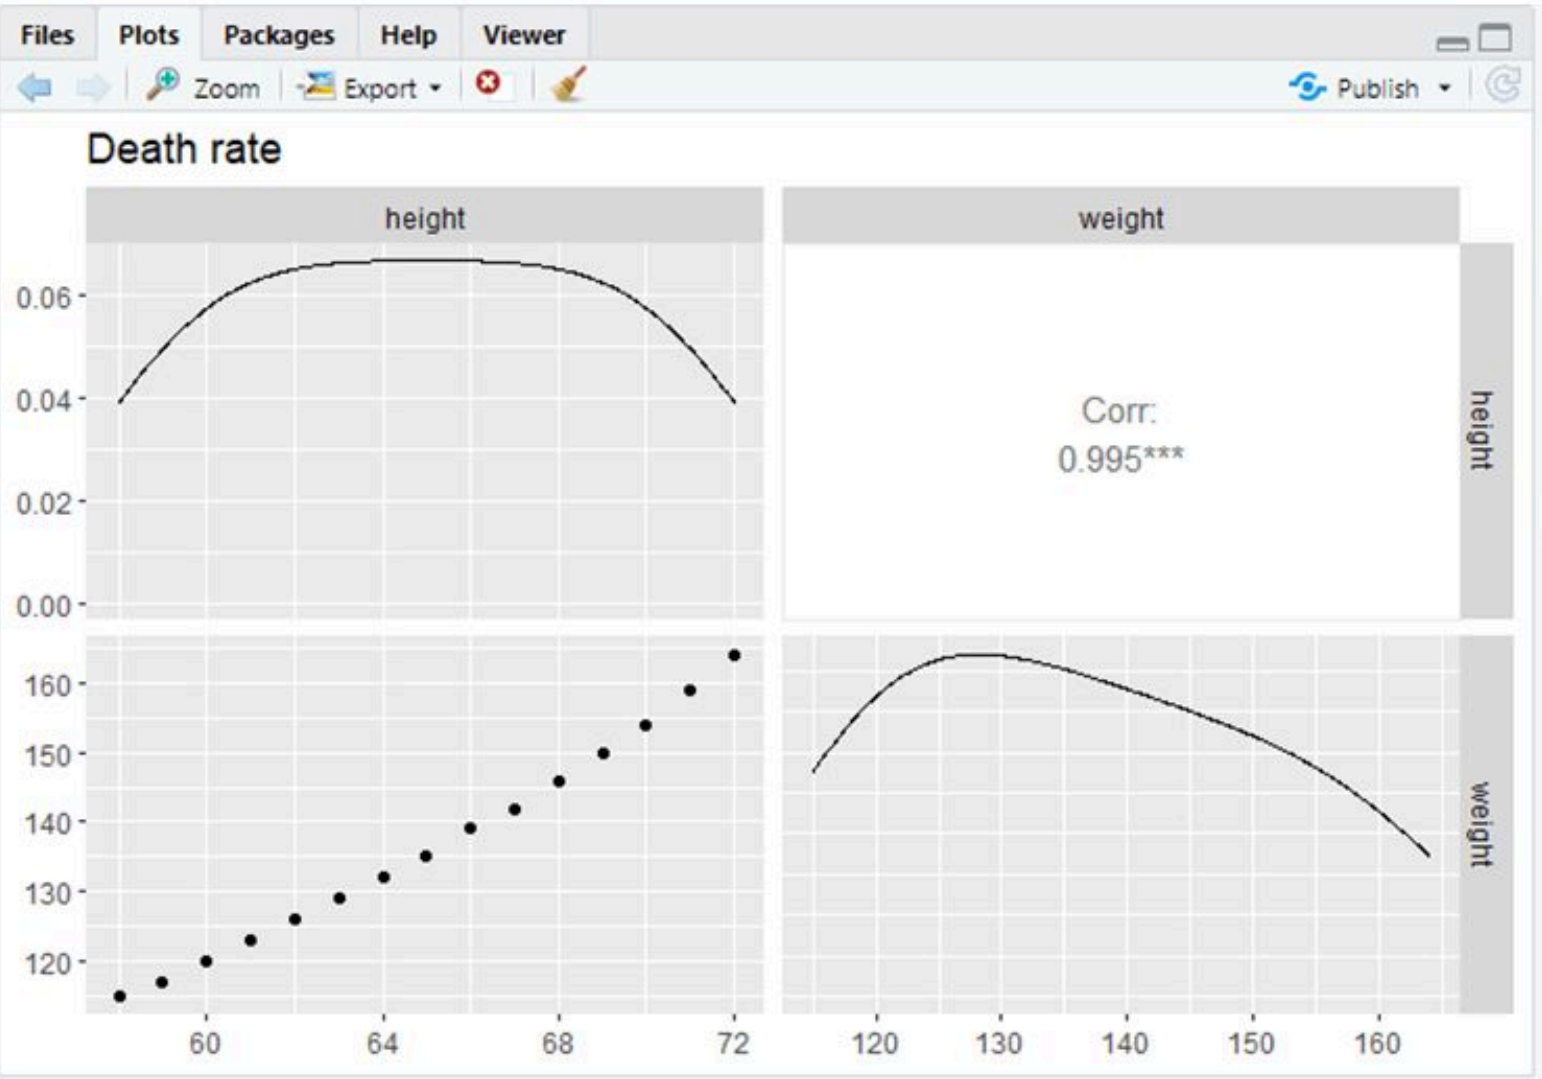 Files Plots Packages Help Viewer
Zoom Export Publish
Death rate
height weight
0.06
0.04
0.02
0.00
Corr:
0.995***
height
160
150
140
130
120
weight
60 64 68 72 120 130 140 150 160